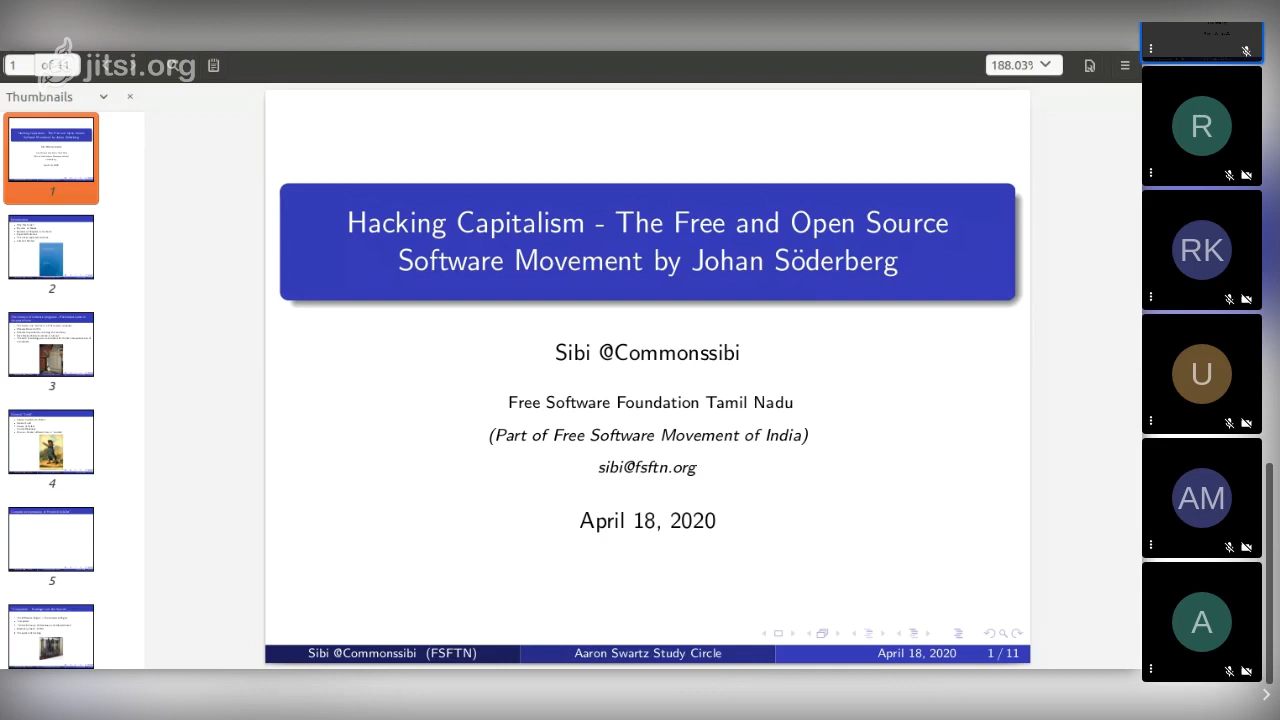 jitsi.org
1
188.03%
Thumbnails
1
2
3
4
5
Hacking Capitalism - The Free and Open Source
Software Movement by Johan Söderberg
Sibi @Commonssibi
Free Software Foundation Tamil Nadu
(Part of Free Software Movement of India)
sibi@fsftn.org
April 18, 2020
Sibi @Commonssibi (FSFTN)
Aaron Swartz Study Circle
April 18, 2020
1 / 11
R
RK
U
AM
A